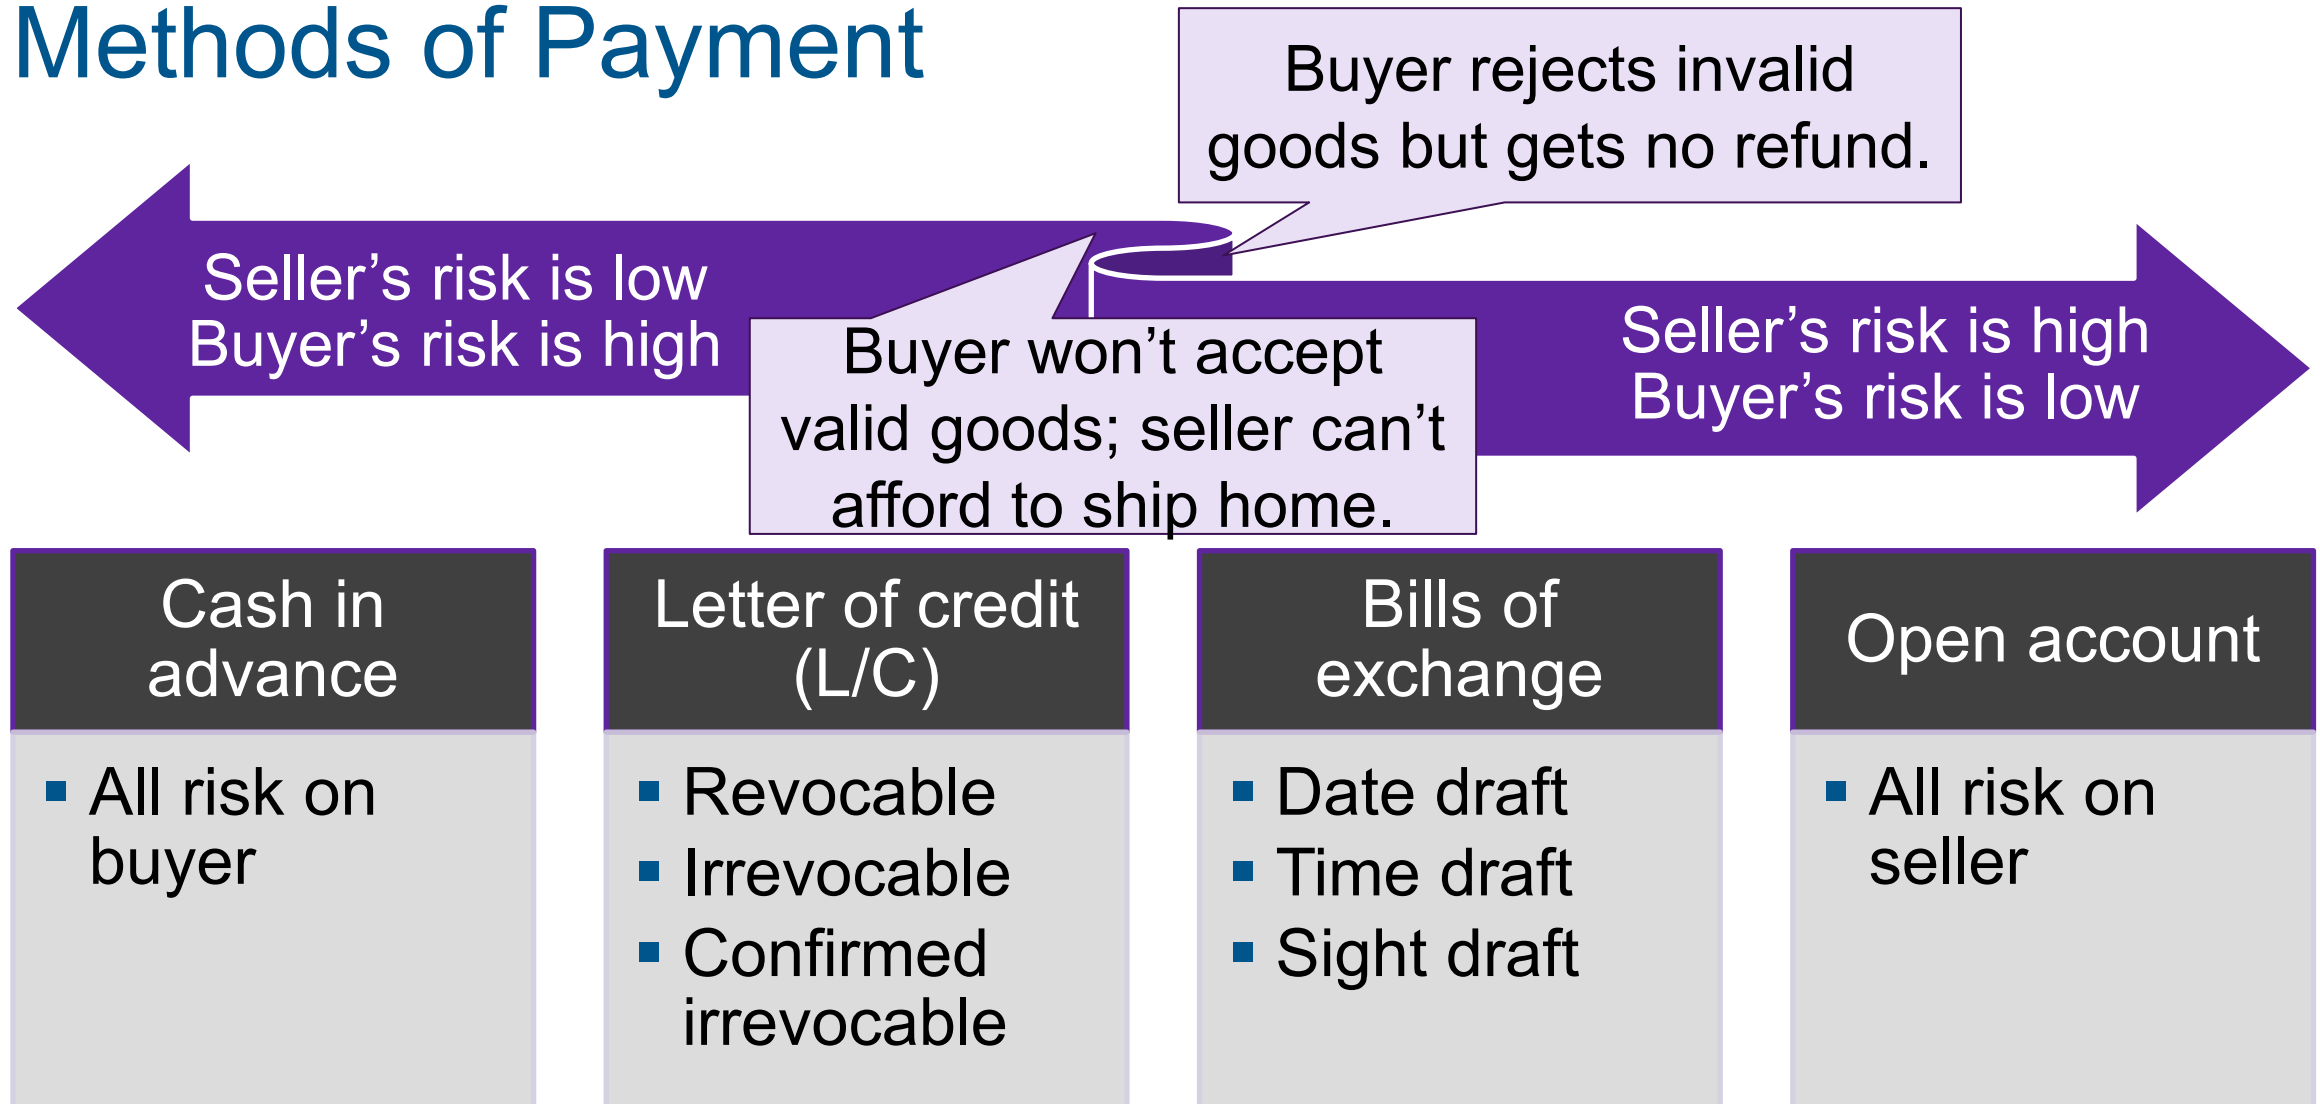 Methods of Payment
Buyer rejects invalid
goods but gets no refund.
Seller’s risk is low
Buyer’s risk is high
Buyer won’t accept
valid goods; seller can’t
afford to ship home.
Seller’s risk is high
Buyer’s risk is low
Cash in
advance
▪ All risk on
buyer
Letter of credit
(L/C)
▪ Revocable
▪ Irrevocable
▪ Confirmed
irrevocable
Bills of
exchange
▪ Date draft
▪ Time draft
▪ Sight draft
Open account
▪ All risk on
seller